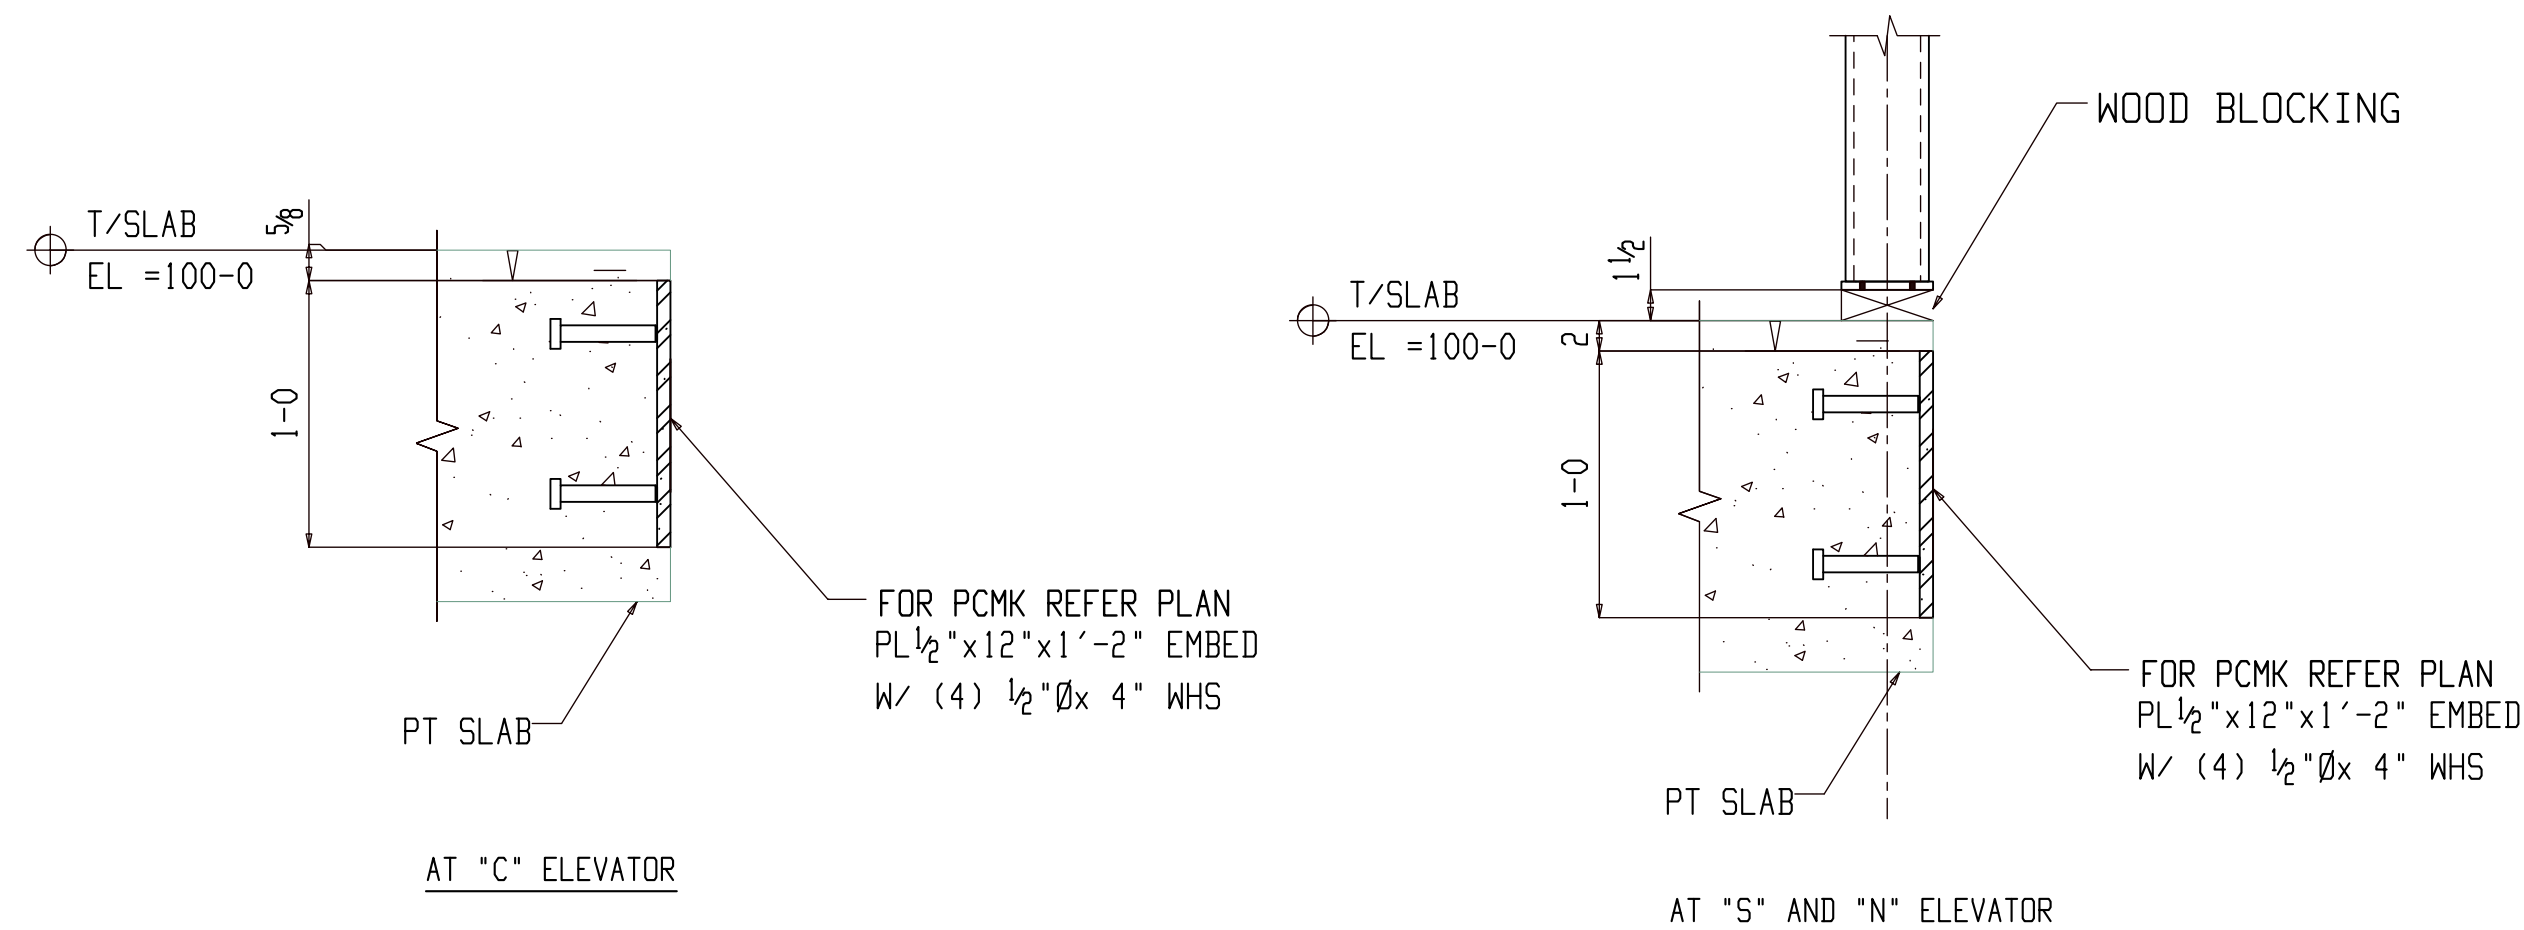 T/SLAB
EL =100-0
5/8
1-0
FOR PCMK REFER PLAN
PL1/2"x12"x1'-2" EMBED
W/ (4) 1/2"Øx 4" WHS
PT SLAB
AT "C" ELEVATOR
WOOD BLOCKING
T/SLAB
EL =100-0
1 1/2
2
1-0
FOR PCMK REFER PLAN
PL1/2"x12"x1'-2" EMBED
W/ (4) 1/2"Øx 4" WHS
PT SLAB
AT "S" AND "N" ELEVATOR